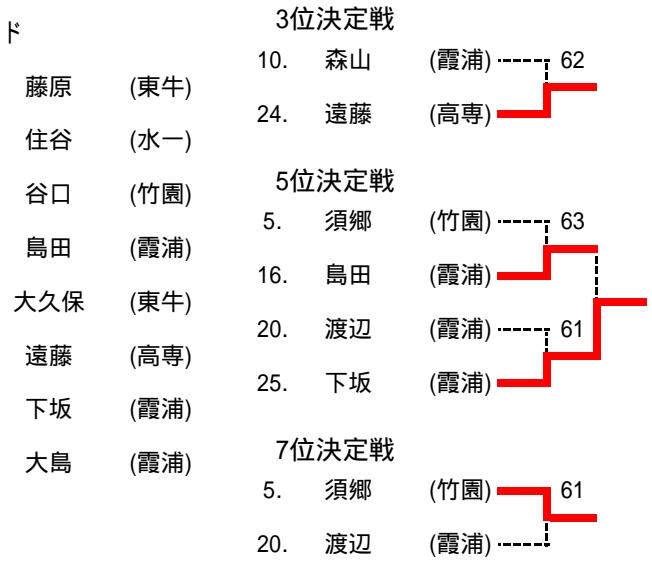 ド
藤原 (東牛)
住谷 (水一)
谷口 (竹園)
島田 (霞浦)
大久保 (東牛)
遠藤 (高専)
下坂 (霞浦)
大島 (霞浦)
3位決定戦
10. 森山 (霞浦) 62
24. 遠藤 (高専)
5位決定戦
5. 須郷 (竹園) 63
16. 島田 (霞浦)
20. 渡辺 (霞浦) 61
25. 下坂 (霞浦)
7位決定戦
5. 須郷 (竹園) 61
20. 渡辺 (霞浦)